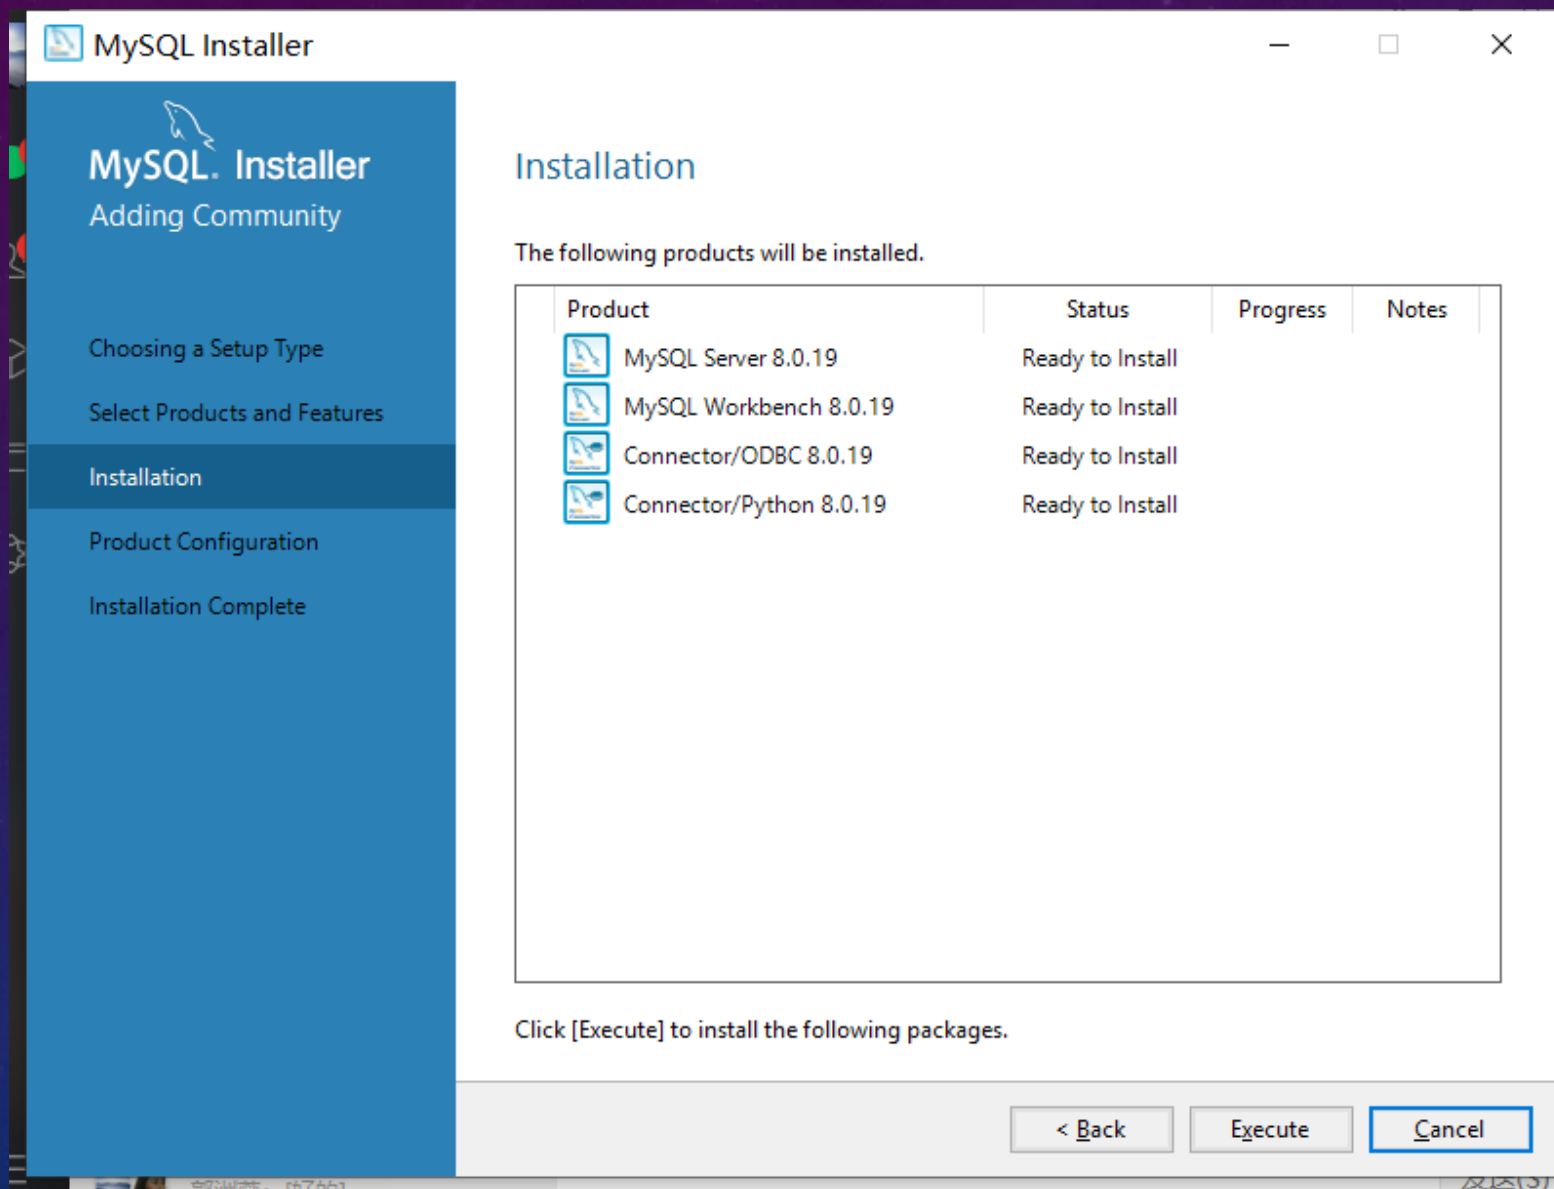 MySQL Installer
MySQL. Installer
Adding Community
Choosing a Setup Type
Select Products and Features
Installation
Product Configuration
Installation Complete
Installation
The following products will be installed.
Product Status Progress Notes
MySQL Server 8.0.19 Ready to Install
MySQL Workbench 8.0.19 Ready to Install
Connector/ODBC 8.0.19 Ready to Install
Connector/Python 8.0.19 Ready to Install
Click [Execute] to install the following packages.
< Back Execute Cancel